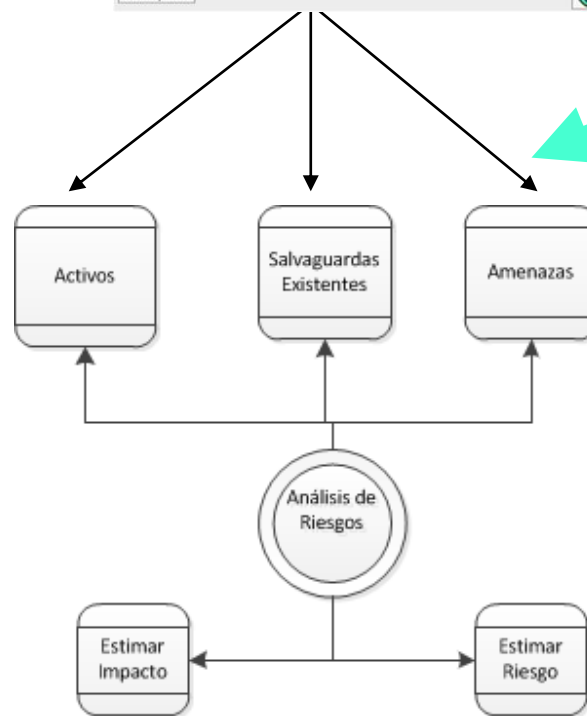 Activos
Salvaguardas
Existentes
Amenazas
Análisis de
Riesgos
Estimar
Impacto
Estimar
Riesgo